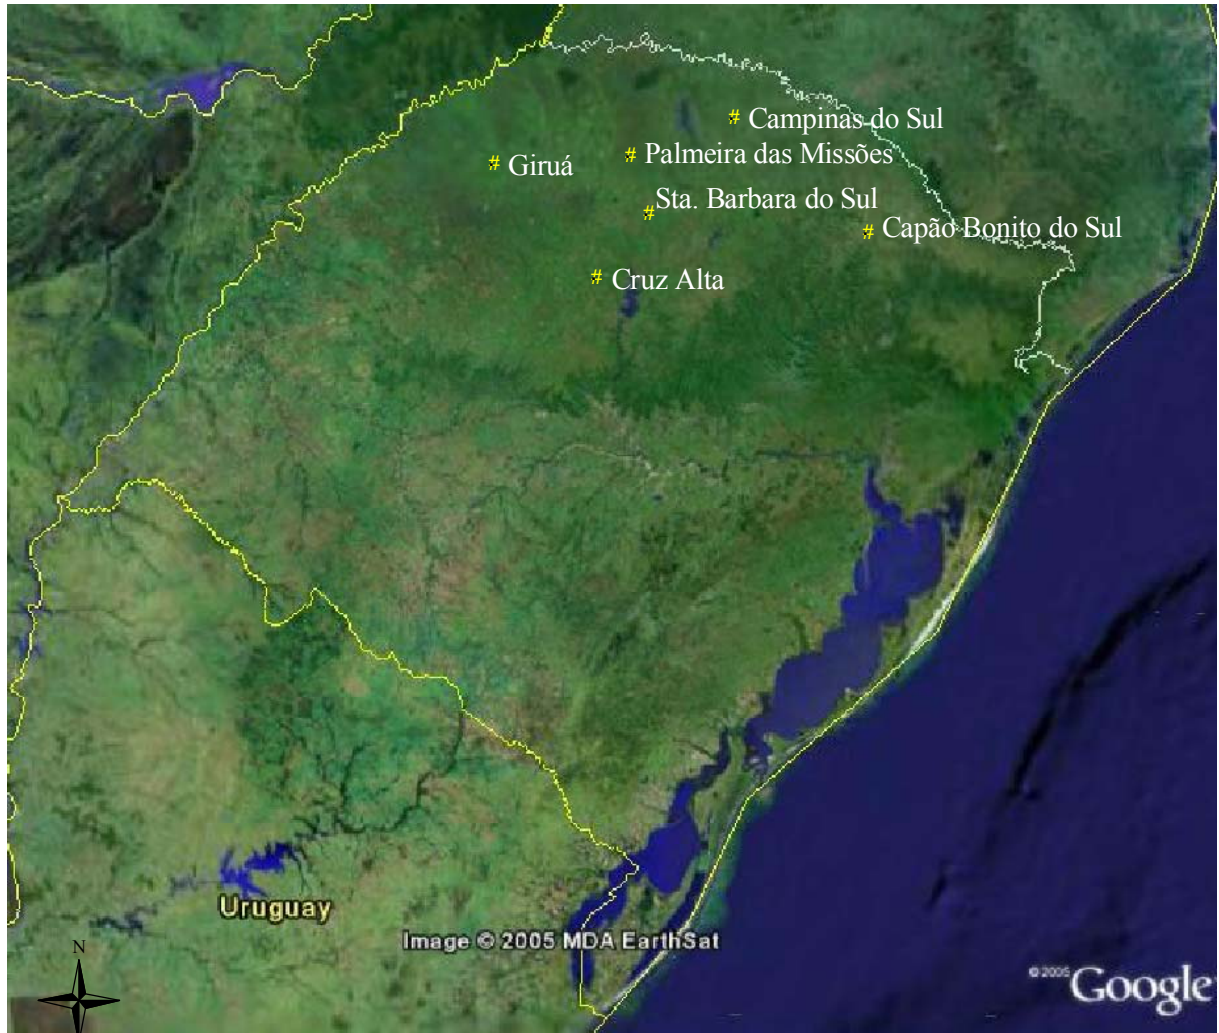 # Campinas do Sul
# Giruá
# Palmeira das Missões
# Sta. Barbara do Sul
# Capão Bonito do Sul
# Cruz Alta
Uruguay
Image © 2005 MDA EarthSat
N
© 2005 Google